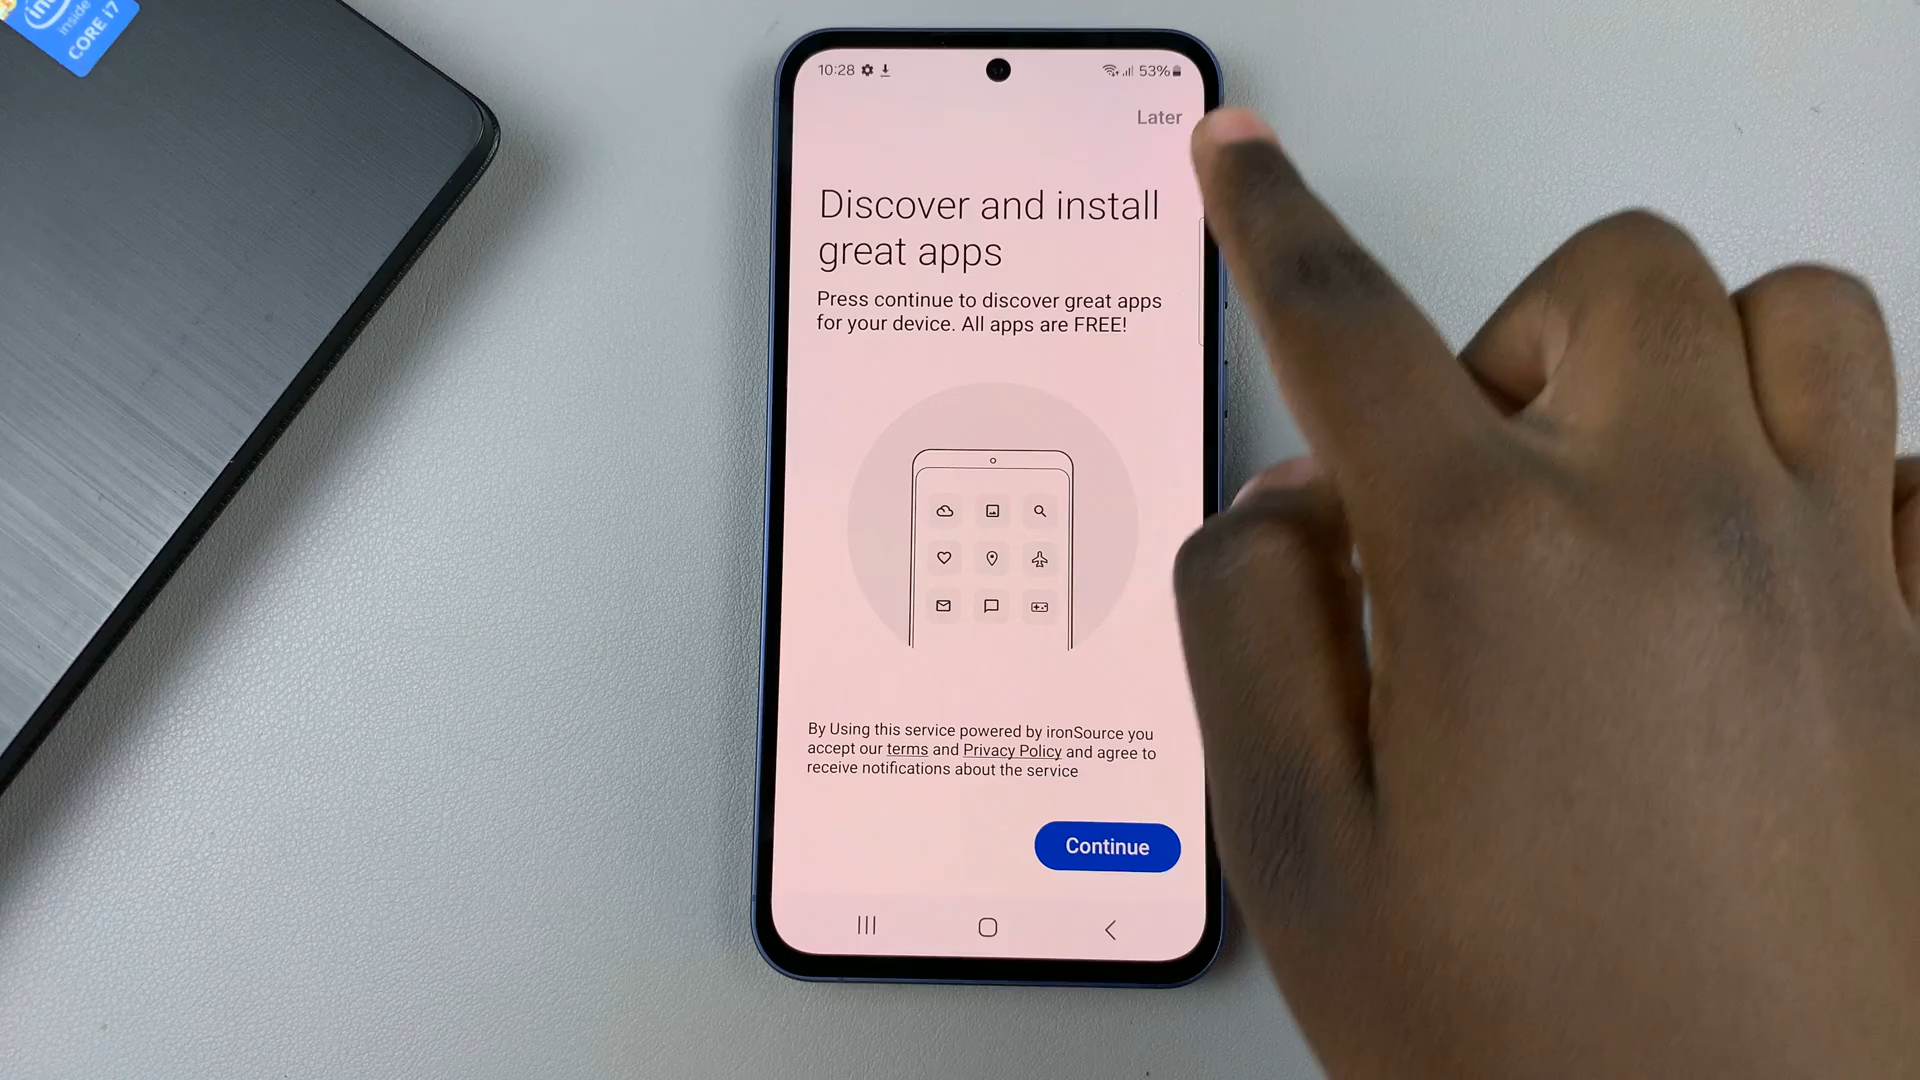 inside
CORE i7
10:28
53%
Later
Discover and install
great apps
Press continue to discover great apps
for your device. All apps are FREE!
By Using this service powered by ironSource you
accept our terms and Privacy Policy and agree to
receive notifications about the service
Continue